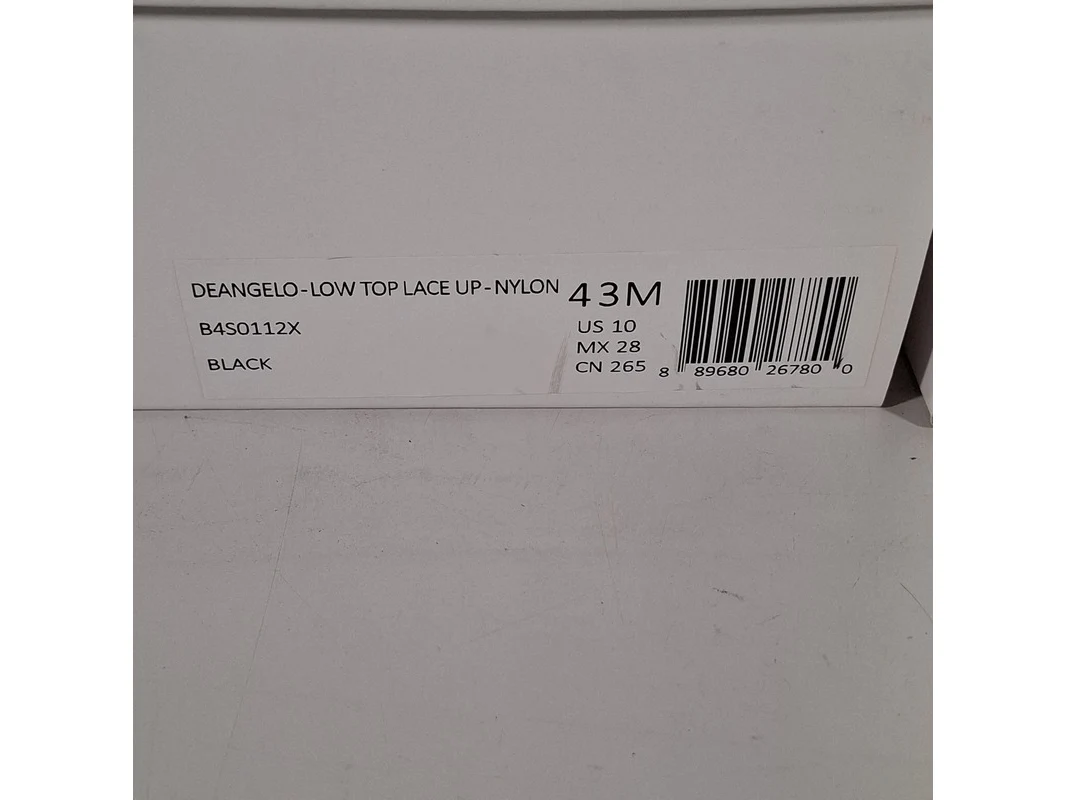 DEANGELO-LOW TOP LACE UP-NYLON
B4S0112X
BLACK
43M
US 10
MX 28
CN 265
8 89680 26780 0